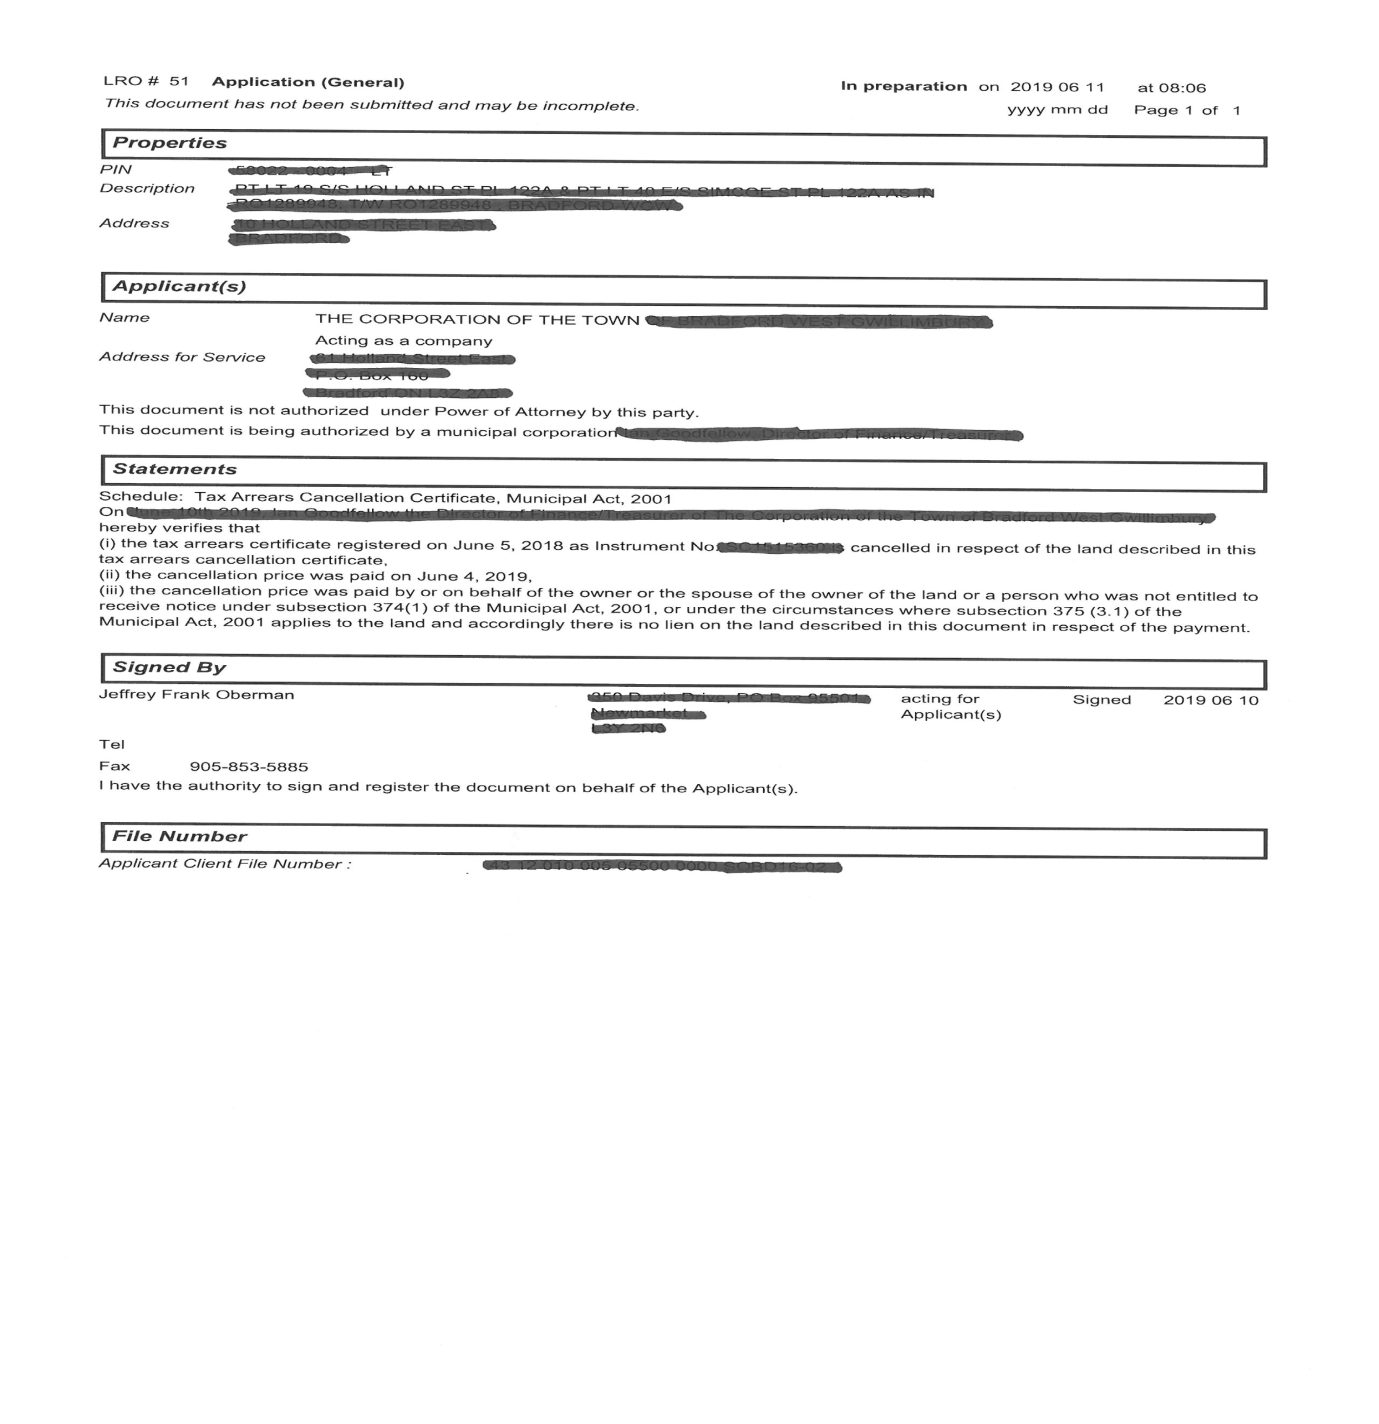 LRO # 51 Application (General)
In preparation on 2019 06 11 at 08:06
This document has not been submitted and may be incomplete.
yyyy mm dd Page 1 of 1
Properties
PIN
Description
Address
Applicant(s)
Name THE CORPORATION OF THE TOWN
Acting as a company
Address for Service
This document is not authorized under Power of Attorney by this party.
This document is being authorized by a municipal corporation
Statements
Schedule: Tax Arrears Cancellation Certificate, Municipal Act, 2001
On
hereby verifies that
(i) the tax arrears certificate registered on June 5, 2018 as Instrument No. cancelled in respect of the land described in this
tax arrears cancellation certificate,
(ii) the cancellation price was paid on June 4, 2019,
(iii) the cancellation price was paid by or on behalf of the owner or the spouse of the owner of the land or a person who was not entitled to
receive notice under subsection 374(1) of the Municipal Act, 2001, or under the circumstances where subsection 375 (3.1) of the
Municipal Act, 2001 applies to the land and accordingly there is no lien on the land described in this document in respect of the payment.
Signed By
Jeffrey Frank Oberman acting for Signed 2019 06 10
Applicant(s)
Tel
Fax 905-853-5885
I have the authority to sign and register the document on behalf of the Applicant(s).
File Number
Applicant Client File Number :